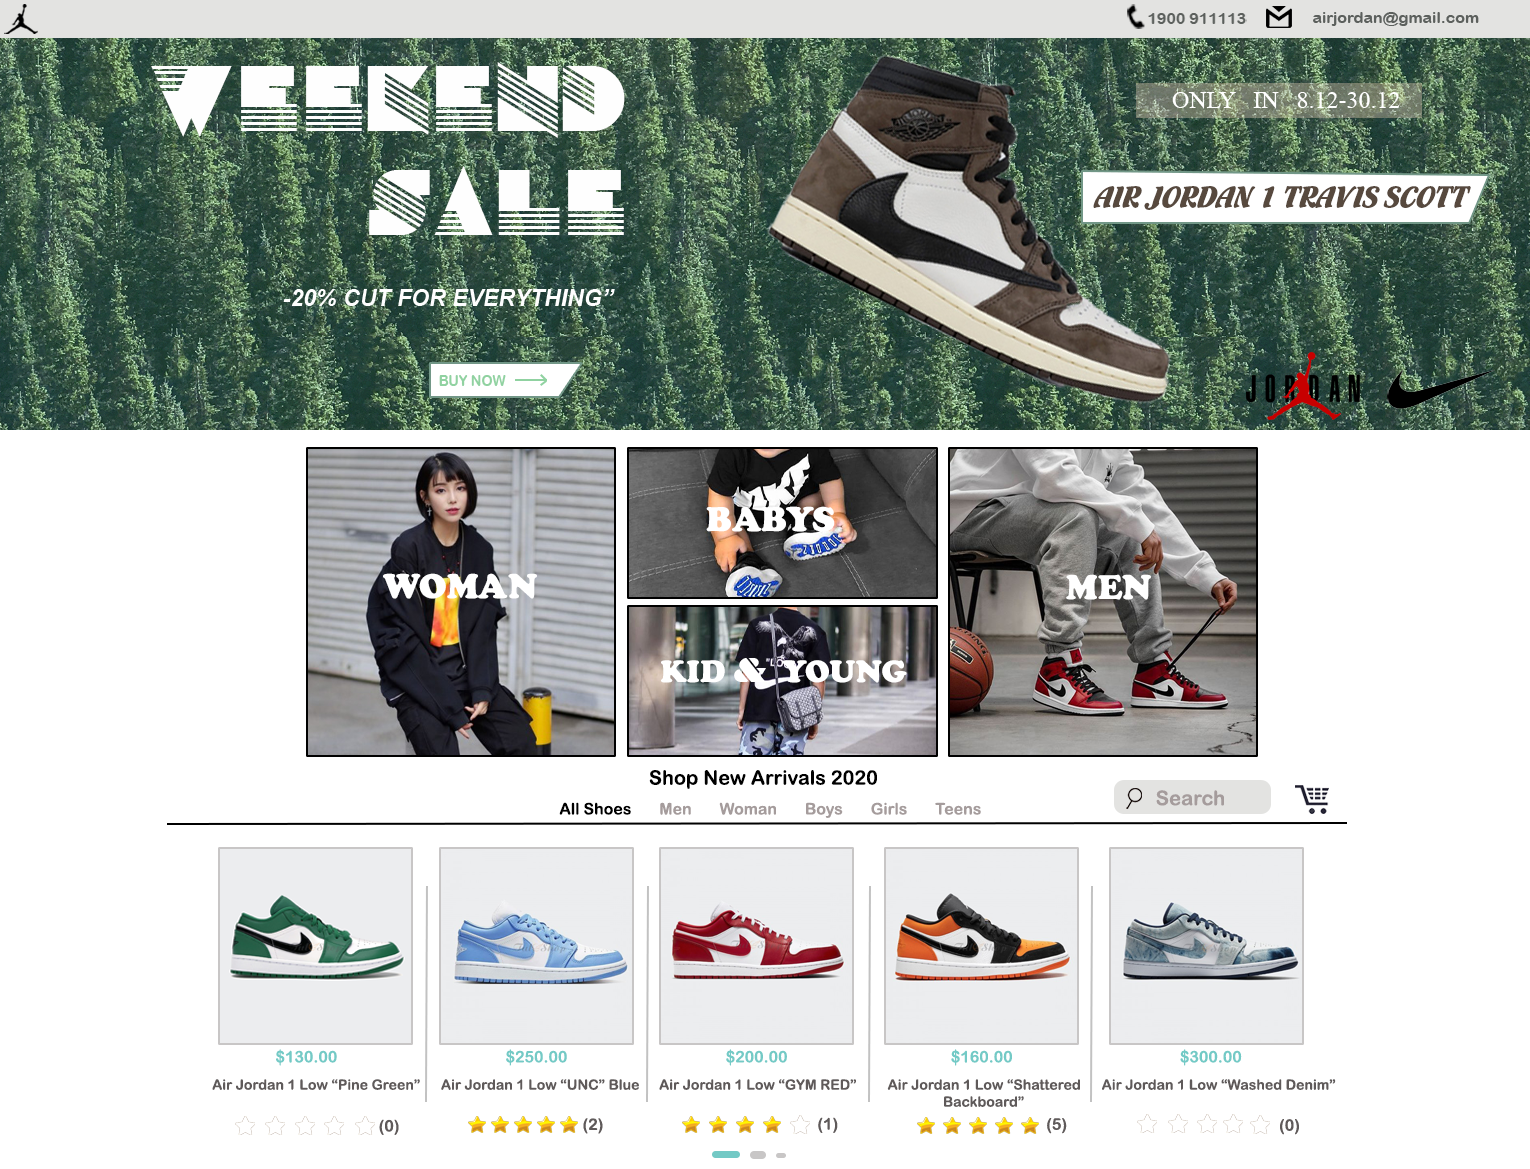 1900 911113
airjordan@gmail.com
WEEKEND
SALE
ONLY IN 8.12-30.12
AIR JORDAN 1 TRAVIS SCOTT
-20% CUT FOR EVERYTHING”
BUY NOW
JORDAN
WOMAN
BABYS
KID & YOUNG
MEN
Shop New Arrivals 2020
All Shoes Men Woman Boys Girls Teens
Search
$130.00
Air Jordan 1 Low “Pine Green”
(0)
$250.00
Air Jordan 1 Low “UNC” Blue
(2)
$200.00
Air Jordan 1 Low “GYM RED”
(1)
$160.00
Air Jordan 1 Low “Shattered
Backboard”
(5)
$300.00
Air Jordan 1 Low “Washed Denim”
(0)